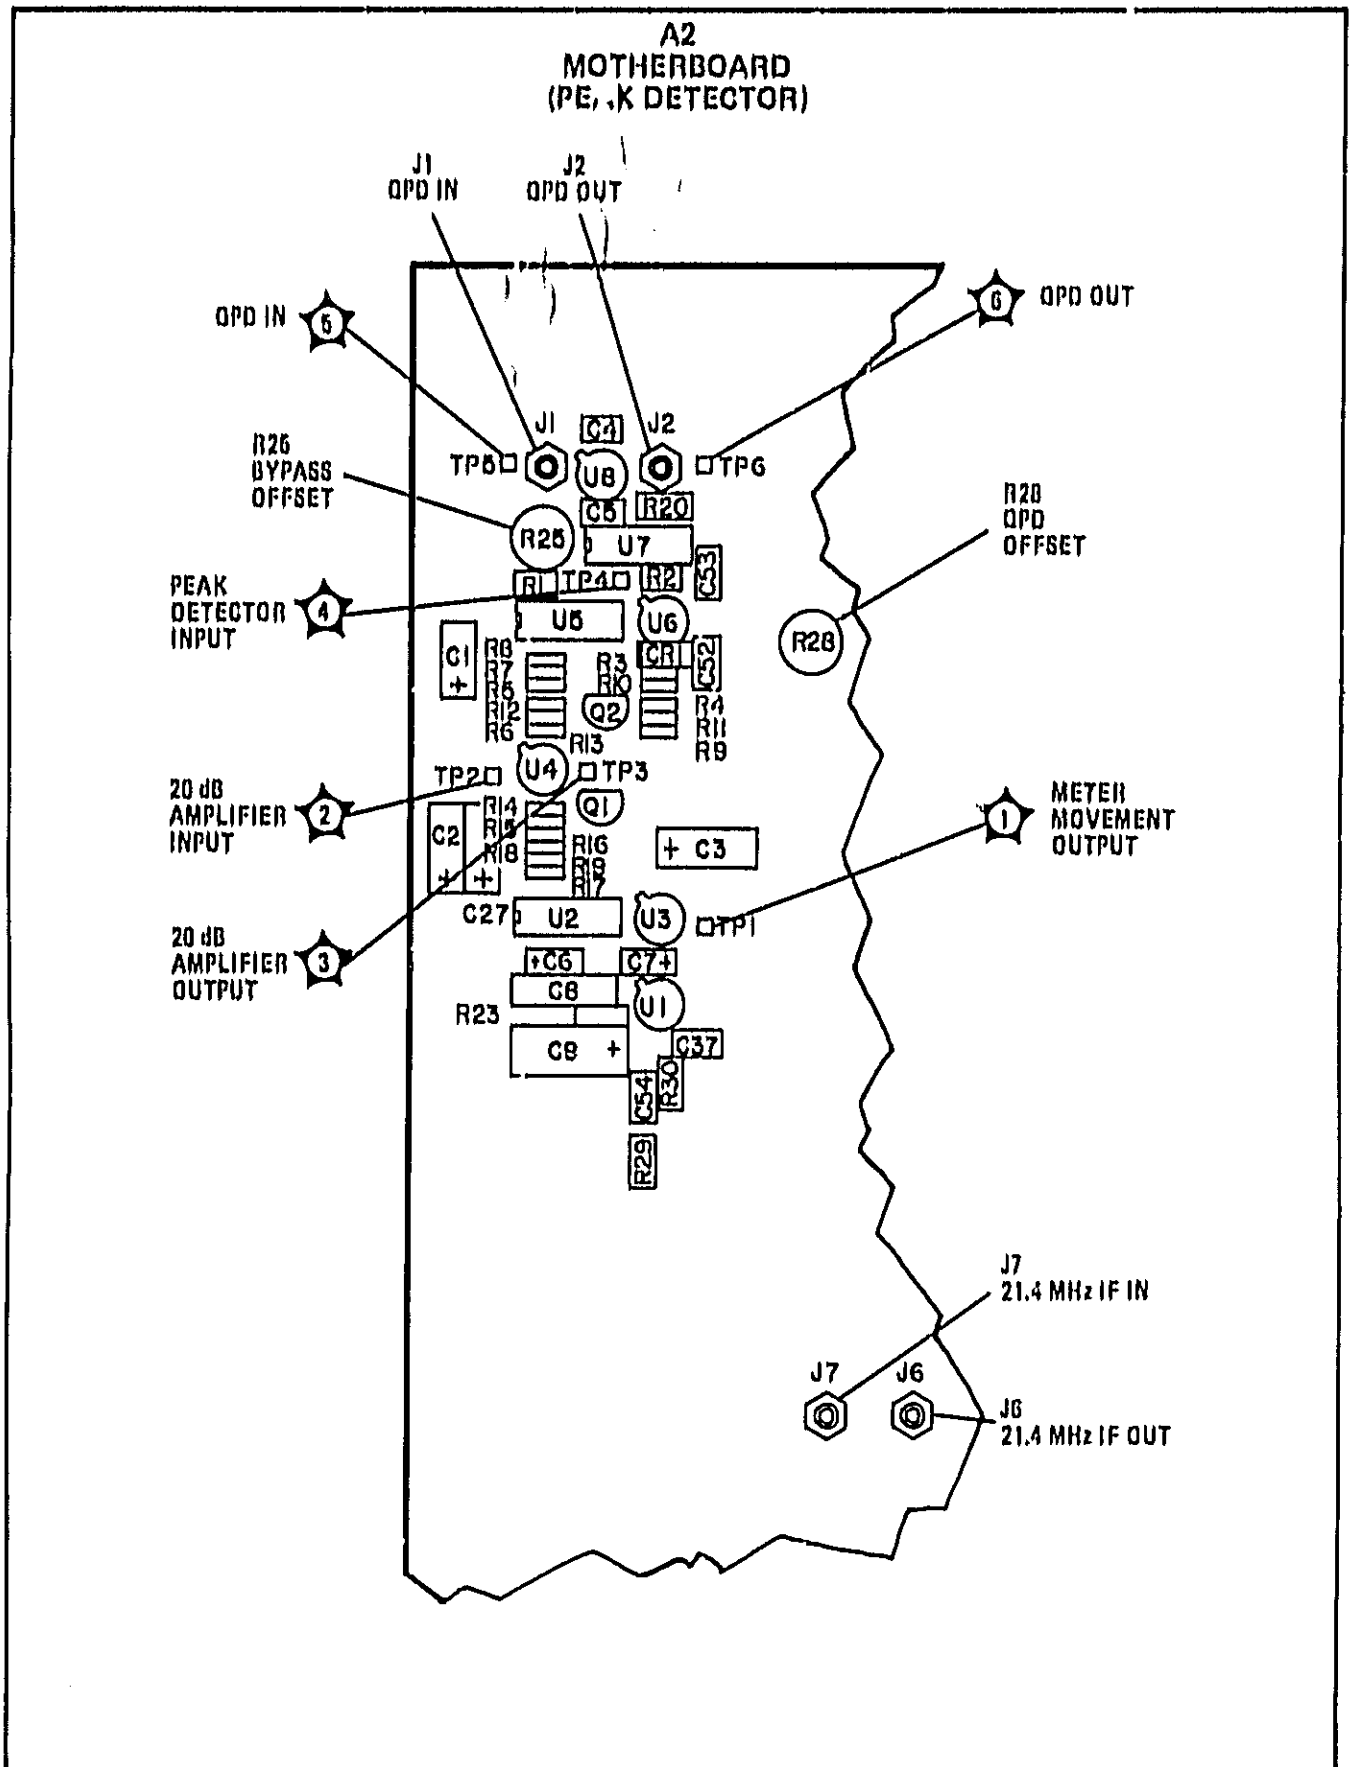 A2
MOTHERBOARD
(PE, .K DETECTOR)
J1
QPD IN
J2
QPD OUT
QPD IN
5
6
QPD OUT
J1
C4
J2
TP5
U8
TP6
R25
BYPASS
OFFSET
C5
R20
R28
QPD
OFFSET
R25
U7
C53
R1
TP4
R2
PEAK
DETECTOR
INPUT
4
U5
U6
R28
C1
+
CR
C52
R8
R7
R5
R12
R6
R3
R10
Q2
R4
R11
R9
R13
TP2
U4
TP3
20 dB
AMPLIFIER
INPUT
2
1
METER
MOVEMENT
OUTPUT
C2
+
+
R14
R15
R18
Q1
R16
R19
R17
+ C3
C27
U2
U3
TP1
20 dB
AMPLIFIER
OUTPUT
3
+C6
C7+
C8
U1
R23
C9 +
C37
C54
R30
R29
J7
21.4 MHz IF IN
J7
J6
J6
21.4 MHz IF OUT